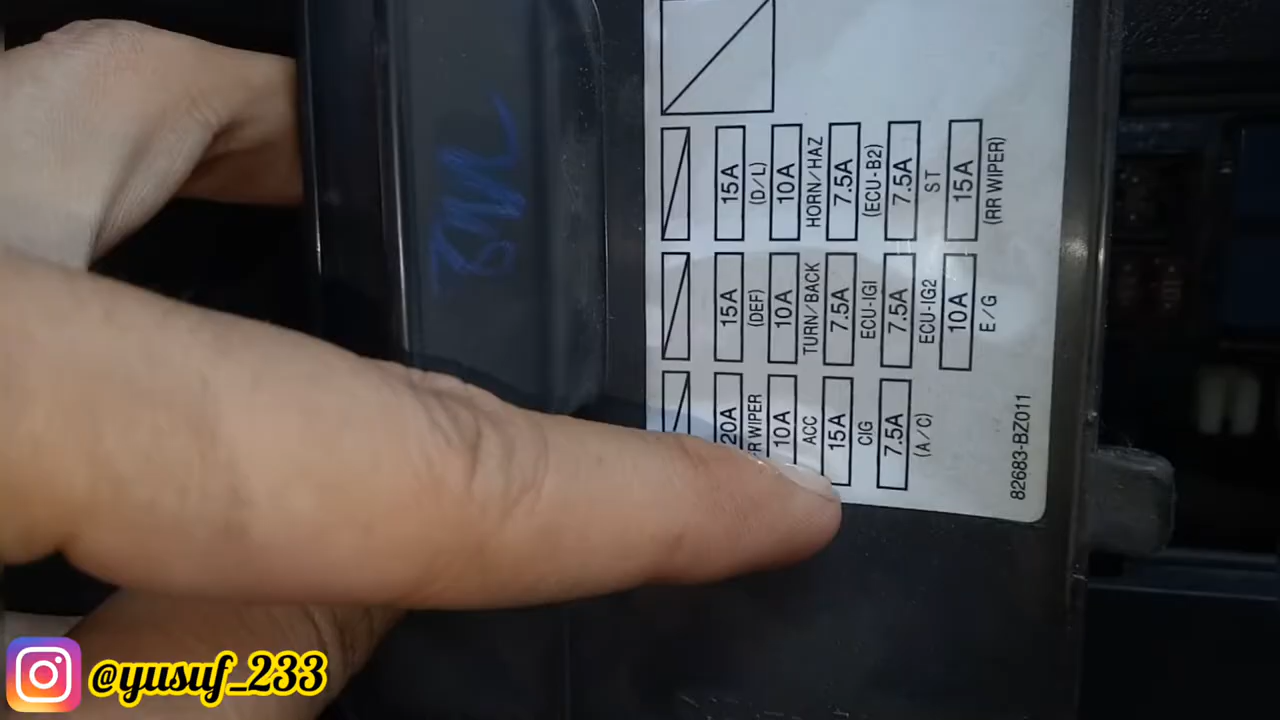 20A 15A 15A
WIPER (DEF) (D/L)
10A 10A 10A
ACC TURN/BACK HORN/HAZ
15A 7.5A 7.5A
CIG ECU-IG1 (ECU-B2)
7.5A 7.5A 7.5A
(A/C) ECU-IG2 ST
10A 15A
E/G (RR WIPER)
82683-BZ011
@yusuf_233